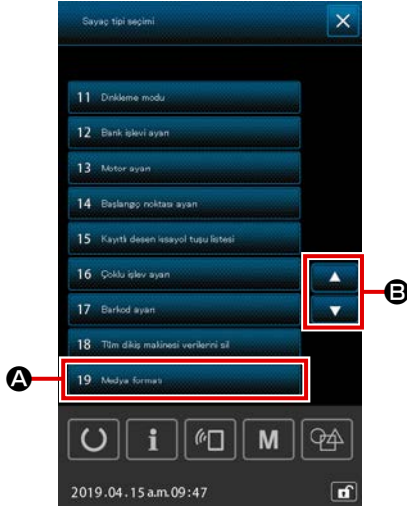 Sayaç tipi seçimi
11 Dinkleme modu
12 Bank işlevi ayarı
13 Motor ayarı
14 Başlangıç noktası ayarı
15 Kayıtlı desen issayol tuşu listesi
16 Çoklu işlev ayarı
B
17 Barkod ayarı
18 Tüm dikiş makinesi verilerini sil
A
19 Medya formatı
i M
2019.04.15 a.m.09:47